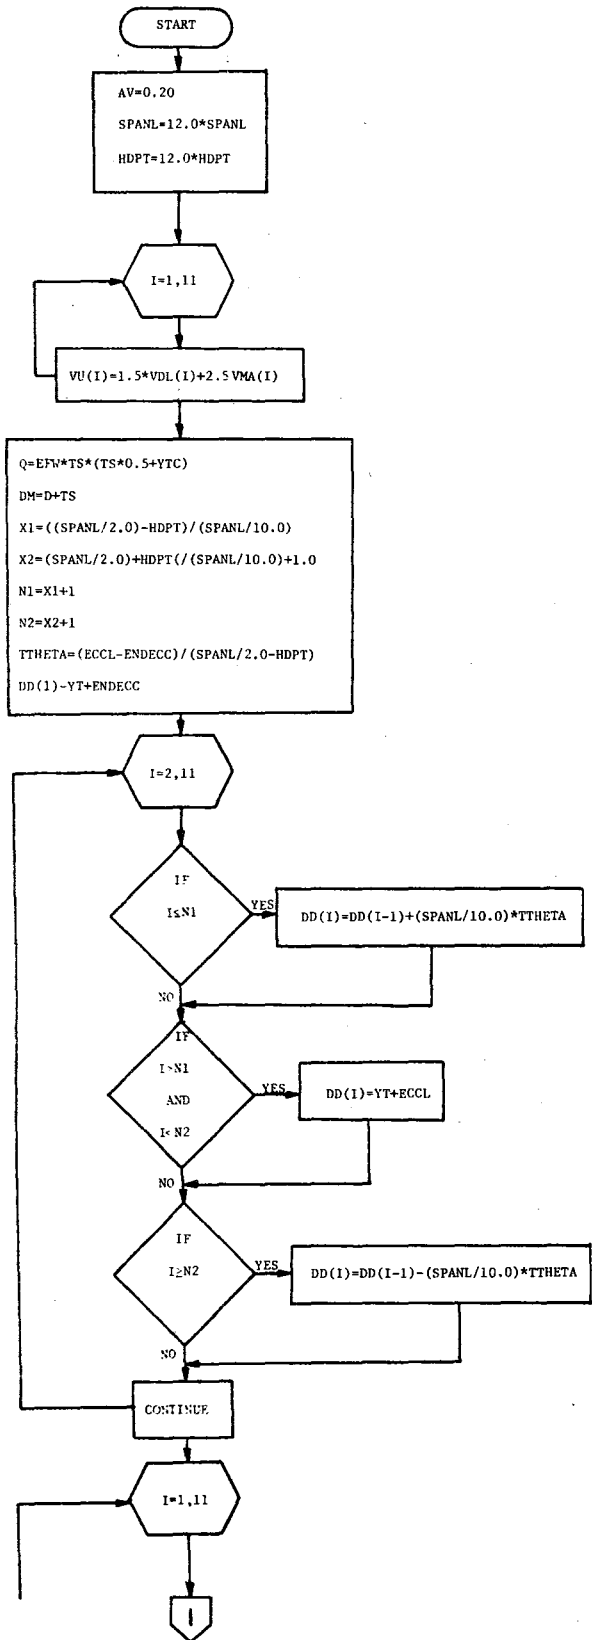 START
AV=0.20
SPANL=12.0*SPANL
HDPT=12.0*HDPT
I=1,11
VU(I)=1.5*VDL(I)+2.5 VMA(I)
Q=EFW*TS*(TS*0.5+YTC)
DM=D+TS
X1=((SPANL/2.0)-HDPT)/(SPANL/10.0)
X2=(SPANL/2.0)+HDPT(/(SPANL/10.0)+1.0
N1=X1+1
N2=X2+1
TTHETA=(ECCL-ENDECC)/(SPANL/2.0-HDPT)
DD(1)-YT+ENDECC
I=2,11
IF
I≤N1
YES
DD(I)=DD(I-1)+(SPANL/10.0)*TTHETA
NO
IF
I>N1
AND
I<N2
YES
DD(I)=YT+ECCL
NO
IF
I≥N2
YES
DD(I)=DD(I-1)-(SPANL/10.0)*TTHETA
NO
CONTINUE
I=1,11
1